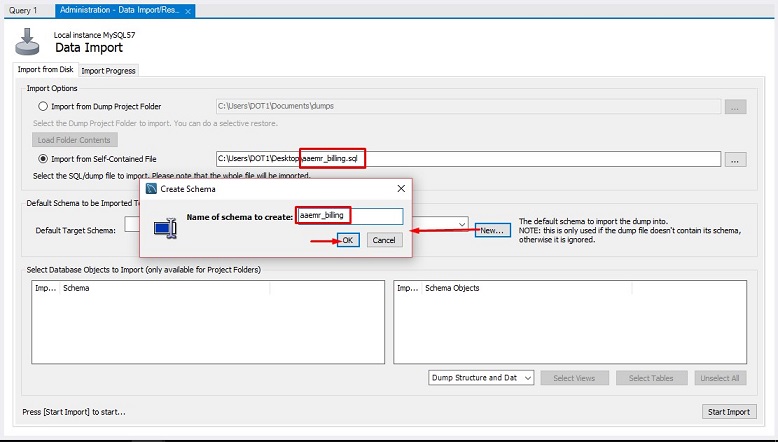 Query 1
Administration - Data Import/Res...
Local instance MySQL57
Data Import
Import from Disk
Import Progress
Import Options
Import from Dump Project Folder
C:\Users\DOT1\Documents\dumps
...
Select the Dump Project Folder to import. You can do a selective restore.
Load Folder Contents
Import from Self-Contained File
C:\Users\DOT1\Desktop\aaemr_billing.sql
...
Select the SQL/dump file to import. Please note that the whole file will be imported.
Create Schema
Name of schema to create:
aaemr_billing
OK
Cancel
Default Schema to be Imported T
Default Target Schema:
New...
The default schema to import the dump into.
NOTE: this is only used if the dump file doesn't contain its schema,
otherwise it is ignored.
Select Database Objects to Import (only available for Project Folders)
Imp... Schema
Imp... Schema Objects
Dump Structure and Dat
Select Views
Select Tables
Unselect All
Press [Start Import] to start...
Start Import